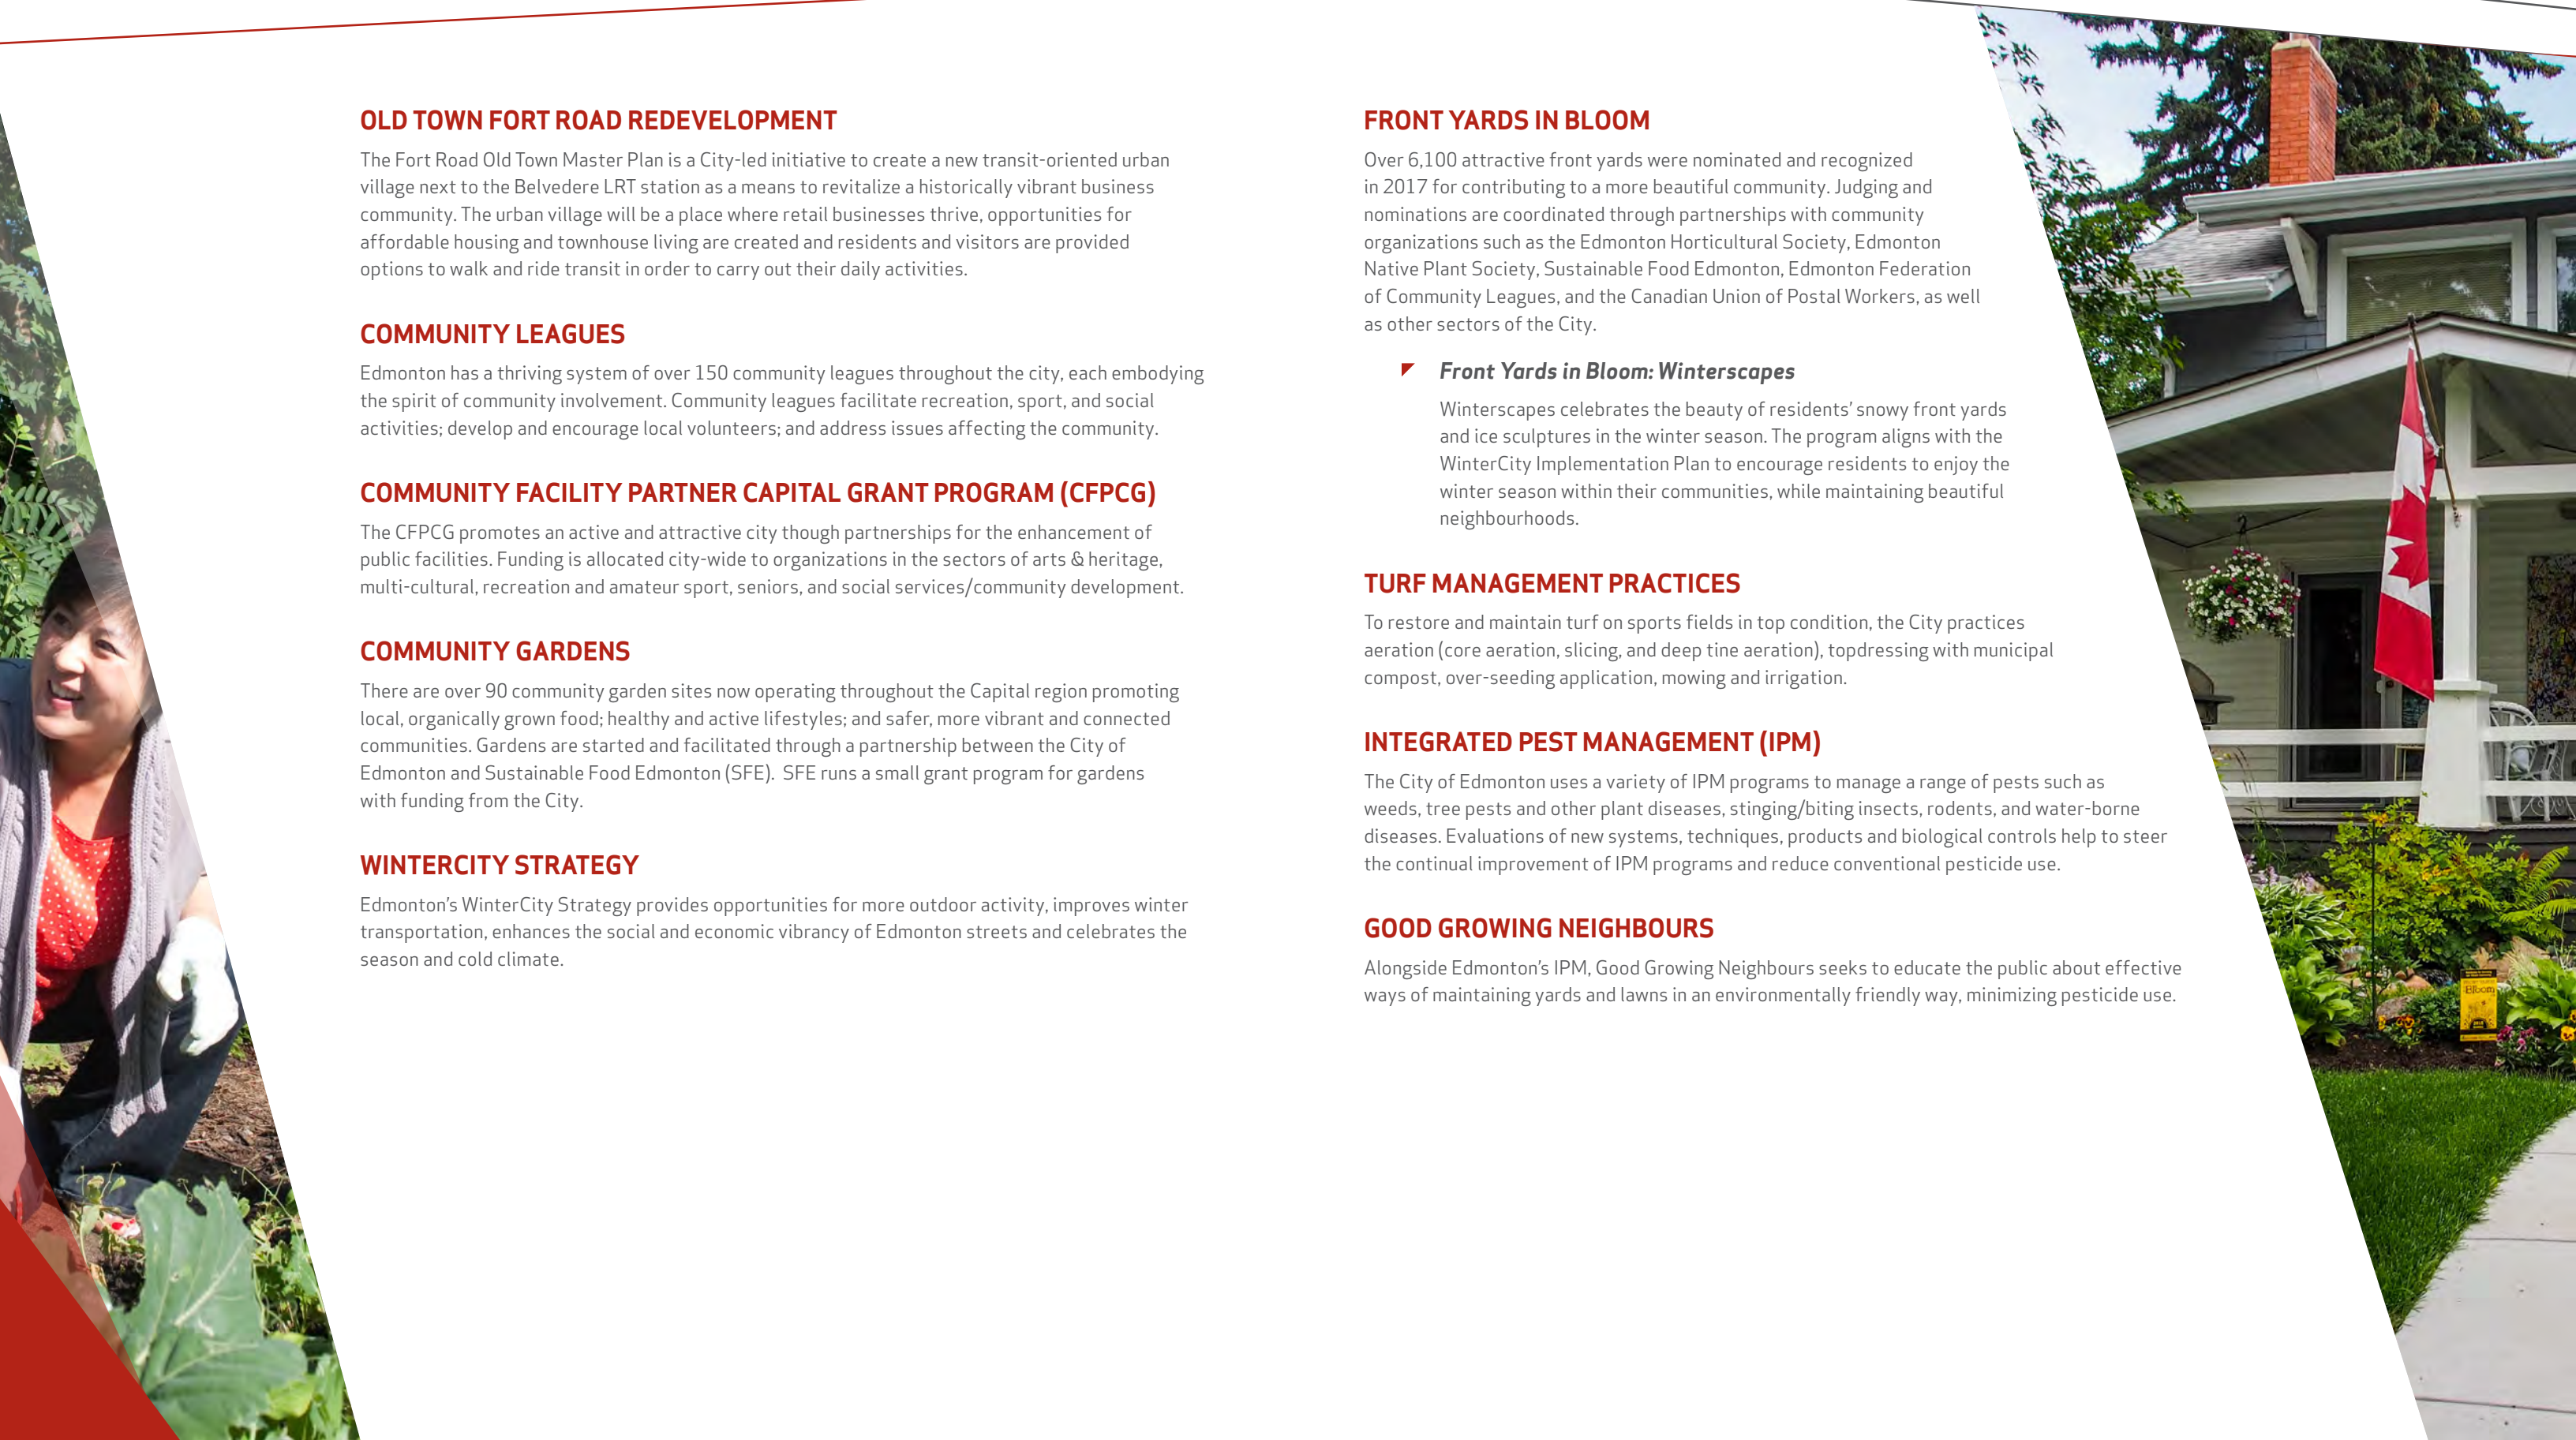 OLD TOWN FORT ROAD REDEVELOPMENT
The Fort Road Old Town Master Plan is a City-led initiative to create a new transit-oriented urban
village next to the Belvedere LRT station as a means to revitalize a historically vibrant business
community. The urban village will be a place where retail businesses thrive, opportunities for
affordable housing and townhouse living are created and residents and visitors are provided
options to walk and ride transit in order to carry out their daily activities.
COMMUNITY LEAGUES
Edmonton has a thriving system of over 150 community leagues throughout the city, each embodying
the spirit of community involvement. Community leagues facilitate recreation, sport, and social
activities; develop and encourage local volunteers; and address issues affecting the community.
COMMUNITY FACILITY PARTNER CAPITAL GRANT PROGRAM (CFPCG)
The CFPCG promotes an active and attractive city though partnerships for the enhancement of
public facilities. Funding is allocated city-wide to organizations in the sectors of arts & heritage,
multi-cultural, recreation and amateur sport, seniors, and social services/community development.
COMMUNITY GARDENS
There are over 90 community garden sites now operating throughout the Capital region promoting
local, organically grown food; healthy and active lifestyles; and safer, more vibrant and connected
communities. Gardens are started and facilitated through a partnership between the City of
Edmonton and Sustainable Food Edmonton (SFE).  SFE runs a small grant program for gardens
with funding from the City.
WINTERCITY STRATEGY
Edmonton's WinterCity Strategy provides opportunities for more outdoor activity, improves winter
transportation, enhances the social and economic vibrancy of Edmonton streets and celebrates the
season and cold climate.
FRONT YARDS IN BLOOM
Over 6,100 attractive front yards were nominated and recognized
in 2017 for contributing to a more beautiful community. Judging and
nominations are coordinated through partnerships with community
organizations such as the Edmonton Horticultural Society, Edmonton
Native Plant Society, Sustainable Food Edmonton, Edmonton Federation
of Community Leagues, and the Canadian Union of Postal Workers, as well
as other sectors of the City.
Front Yards in Bloom: Winterscapes
Winterscapes celebrates the beauty of residents' snowy front yards
and ice sculptures in the winter season. The program aligns with the
WinterCity Implementation Plan to encourage residents to enjoy the
winter season within their communities, while maintaining beautiful
neighbourhoods.
TURF MANAGEMENT PRACTICES
To restore and maintain turf on sports fields in top condition, the City practices
aeration (core aeration, slicing, and deep tine aeration), topdressing with municipal
compost, over-seeding application, mowing and irrigation.
INTEGRATED PEST MANAGEMENT (IPM)
The City of Edmonton uses a variety of IPM programs to manage a range of pests such as
weeds, tree pests and other plant diseases, stinging/biting insects, rodents, and water-borne
diseases. Evaluations of new systems, techniques, products and biological controls help to steer
the continual improvement of IPM programs and reduce conventional pesticide use.
GOOD GROWING NEIGHBOURS
Alongside Edmonton's IPM, Good Growing Neighbours seeks to educate the public about effective
ways of maintaining yards and lawns in an environmentally friendly way, minimizing pesticide use.
Bloom